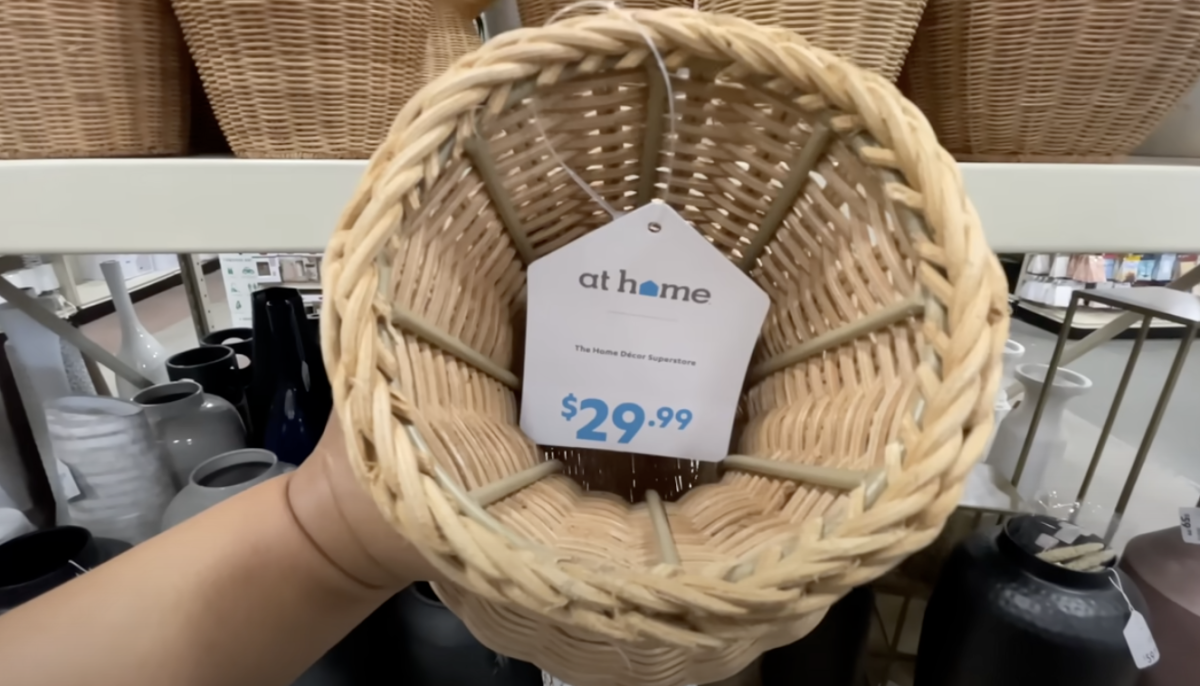 at home
The Home Décor Superstore
$29.99